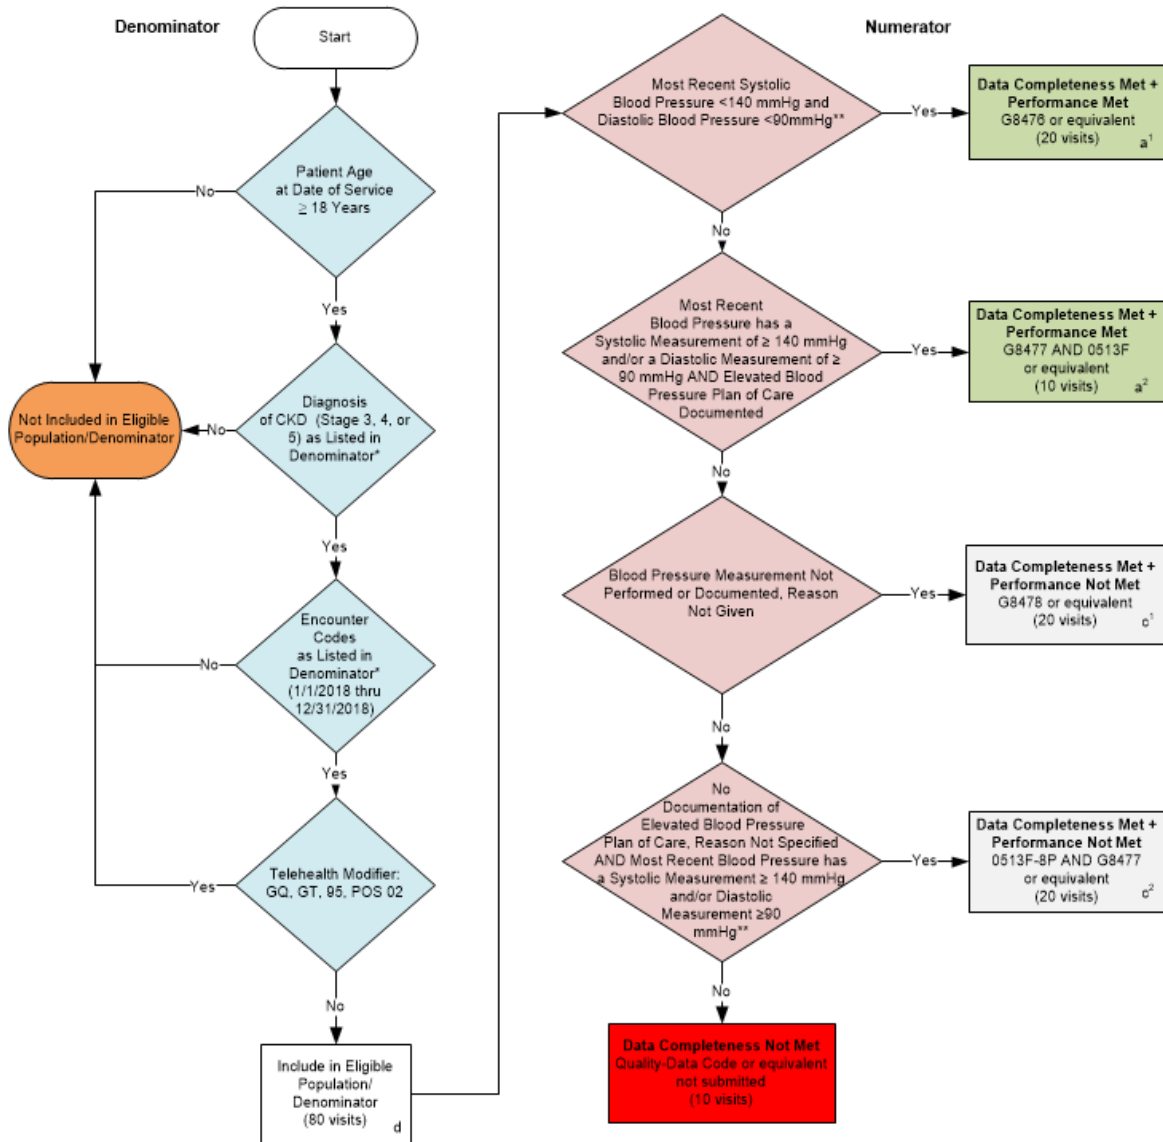 Denominator
Start
Patient Age
at Date of Service
≥ 18 Years
No
Yes
Diagnosis
of CKD (Stage 3, 4, or
5) as Listed in
Denominator*
No
Not Included in Eligible
Population/Denominator
Yes
Encounter
Codes
as Listed in
Denominator*
(1/1/2018 thru
12/31/2018)
No
Yes
Telehealth Modifier:
GQ, GT, 95, POS 02
Yes
No
Include in Eligible
Population/
Denominator
(80 visits)
d
Numerator
Most Recent Systolic
Blood Pressure <140 mmHg and
Diastolic Blood Pressure <90mmHg**
Yes
Data Completeness Met +
Performance Met
G8476 or equivalent
(20 visits)
a1
No
Most Recent
Blood Pressure has a
Systolic Measurement of ≥ 140 mmHg
and/or a Diastolic Measurement of ≥
90 mmHg AND Elevated Blood
Pressure Plan of Care
Documented
Yes
Data Completeness Met +
Performance Met
G8477 AND 0513F
or equivalent
(10 visits)
a2
No
Blood Pressure Measurement Not
Performed or Documented, Reason
Not Given
Yes
Data Completeness Met +
Performance Not Met
G8478 or equivalent
(20 visits)
c1
No
No
Documentation of
Elevated Blood Pressure
Plan of Care, Reason Not Specified
AND Most Recent Blood Pressure has
a Systolic Measurement ≥ 140 mmHg
and/or Diastolic
Measurement ≥90
mmHg**
Yes
Data Completeness Met +
Performance Not Met
0513F-8P AND G8477
or equivalent
(20 visits)
c2
No
Data Completeness Not Met
Quality-Data Code or equivalent
not submitted
(10 visits)